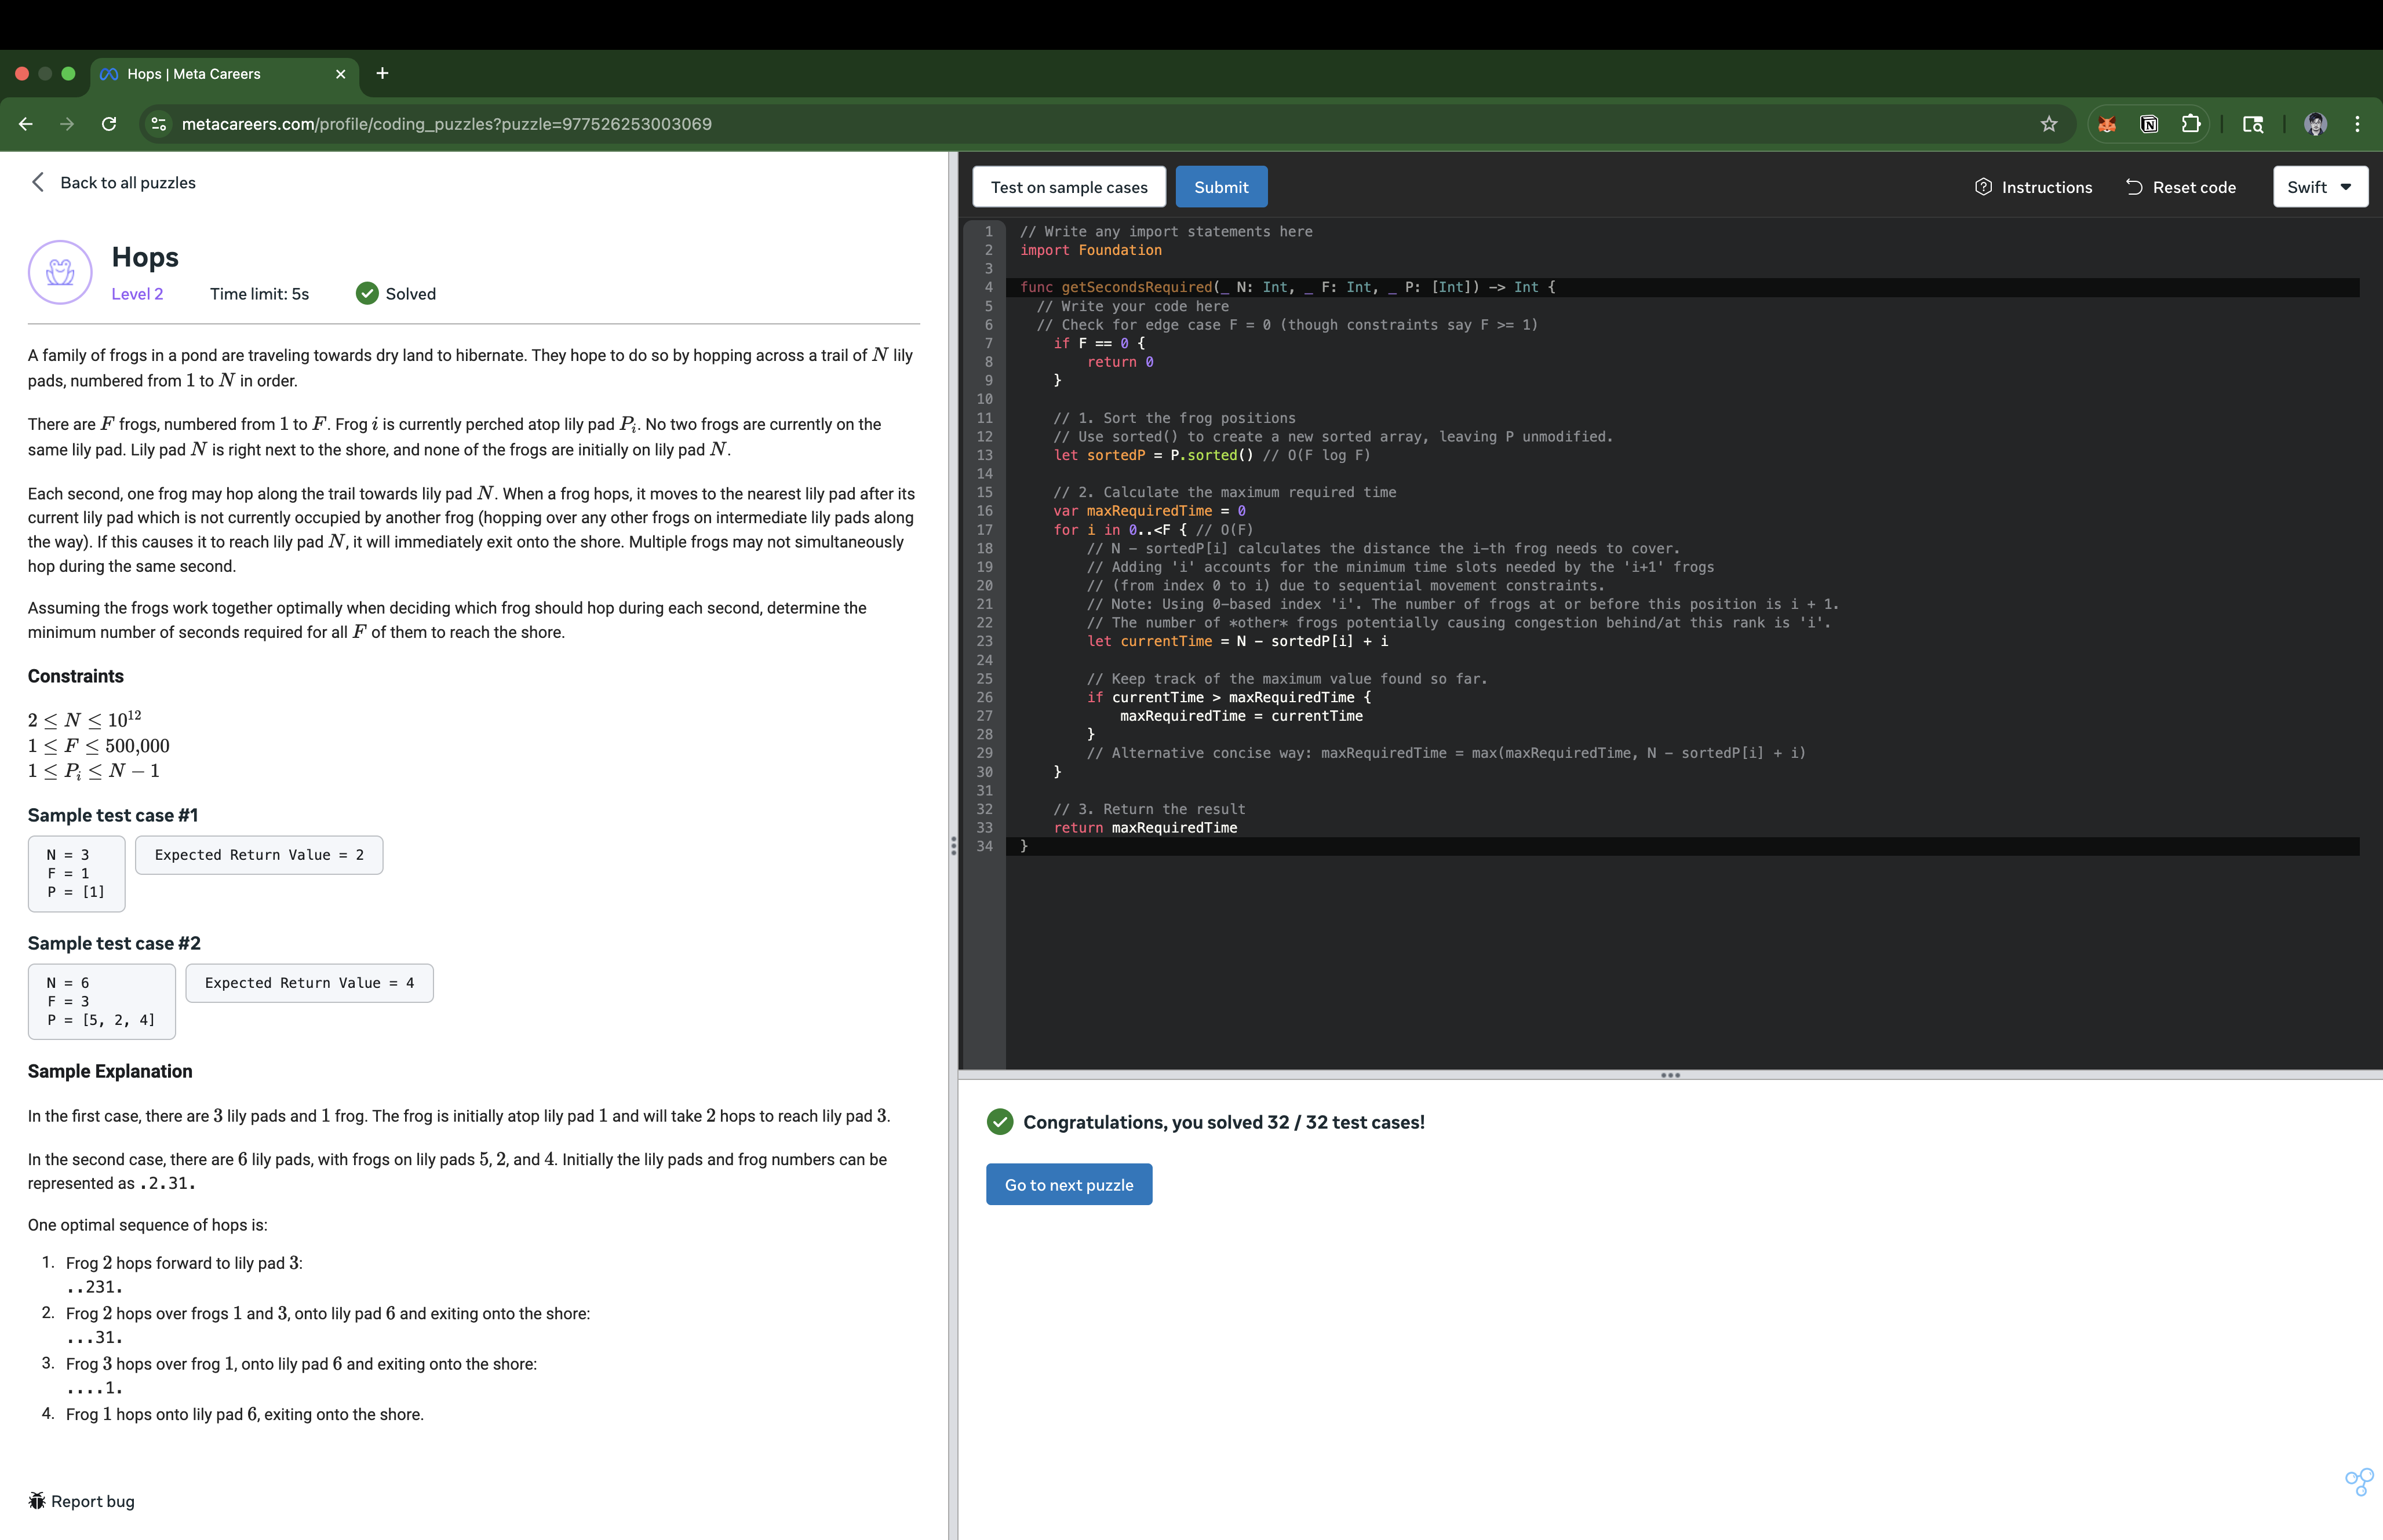 Hops | Meta Careers
metacareers.com/profile/coding_puzzles?puzzle=977526253003069
Back to all puzzles
Hops
Level 2 Time limit: 5s Solved
A family of frogs in a pond are traveling towards dry land to hibernate. They hope to do so by hopping across a trail of N lily
pads, numbered from 1 to N in order.
There are F frogs, numbered from 1 to F. Frog i is currently perched atop lily pad Pᵢ. No two frogs are currently on the
same lily pad. Lily pad N is right next to the shore, and none of the frogs are initially on lily pad N.
Each second, one frog may hop along the trail towards lily pad N. When a frog hops, it moves to the nearest lily pad after its
current lily pad which is not currently occupied by another frog (hopping over any other frogs on intermediate lily pads along
the way). If this causes it to reach lily pad N, it will immediately exit onto the shore. Multiple frogs may not simultaneously
hop during the same second.
Assuming the frogs work together optimally when deciding which frog should hop during each second, determine the
minimum number of seconds required for all F of them to reach the shore.
Constraints
2 ≤ N ≤ 10¹²
1 ≤ F ≤ 500,000
1 ≤ Pᵢ ≤ N − 1
Sample test case #1
N = 3
F = 1
P = [1]
Expected Return Value = 2
Sample test case #2
N = 6
F = 3
P = [5, 2, 4]
Expected Return Value = 4
Sample Explanation
In the first case, there are 3 lily pads and 1 frog. The frog is initially atop lily pad 1 and will take 2 hops to reach lily pad 3.
In the second case, there are 6 lily pads, with frogs on lily pads 5, 2, and 4. Initially the lily pads and frog numbers can be
represented as .2.31.
One optimal sequence of hops is:
1. Frog 2 hops forward to lily pad 3:
..231.
2. Frog 2 hops over frogs 1 and 3, onto lily pad 6 and exiting onto the shore:
...31.
3. Frog 3 hops over frog 1, onto lily pad 6 and exiting onto the shore:
....1.
4. Frog 1 hops onto lily pad 6, exiting onto the shore.
Report bug
Test on sample cases Submit Instructions Reset code Swift
1 // Write any import statements here
2 import Foundation
3
4 func getSecondsRequired(_ N: Int, _ F: Int, _ P: [Int]) -> Int {
5 // Write your code here
6 // Check for edge case F = 0 (though constraints say F >= 1)
7 if F == 0 {
8 return 0
9 }
10
11 // 1. Sort the frog positions
12 // Use sorted() to create a new sorted array, leaving P unmodified.
13 let sortedP = P.sorted() // O(F log F)
14
15 // 2. Calculate the maximum required time
16 var maxRequiredTime = 0
17 for i in 0..<F { // O(F)
18 // N - sortedP[i] calculates the distance the i-th frog needs to cover.
19 // Adding 'i' accounts for the minimum time slots needed by the 'i+1' frogs
20 // (from index 0 to i) due to sequential movement constraints.
21 // Note: Using 0-based index 'i'. The number of frogs at or before this position is i + 1.
22 // The number of *other* frogs potentially causing congestion behind/at this rank is 'i'.
23 let currentTime = N - sortedP[i] + i
24
25 // Keep track of the maximum value found so far.
26 if currentTime > maxRequiredTime {
27 maxRequiredTime = currentTime
28 }
29 // Alternative concise way: maxRequiredTime = max(maxRequiredTime, N - sortedP[i] + i)
30 }
31
32 // 3. Return the result
33 return maxRequiredTime
34 }
Congratulations, you solved 32 / 32 test cases!
Go to next puzzle